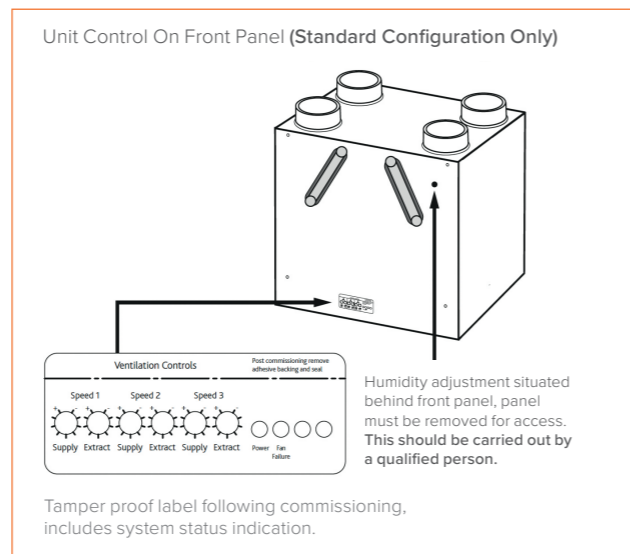 Unit Control On Front Panel (Standard Configuration Only)
Ventilation Controls
Post commissioning remove
adhesive backing and seal
Speed 1 Speed 2 Speed 3
+ - + - + - + - + - + -
Supply Extract Supply Extract Supply Extract
Power Fan
Failure
Humidity adjustment situated
behind front panel, panel
must be removed for access.
This should be carried out by
a qualified person.
Tamper proof label following commissioning,
includes system status indication.